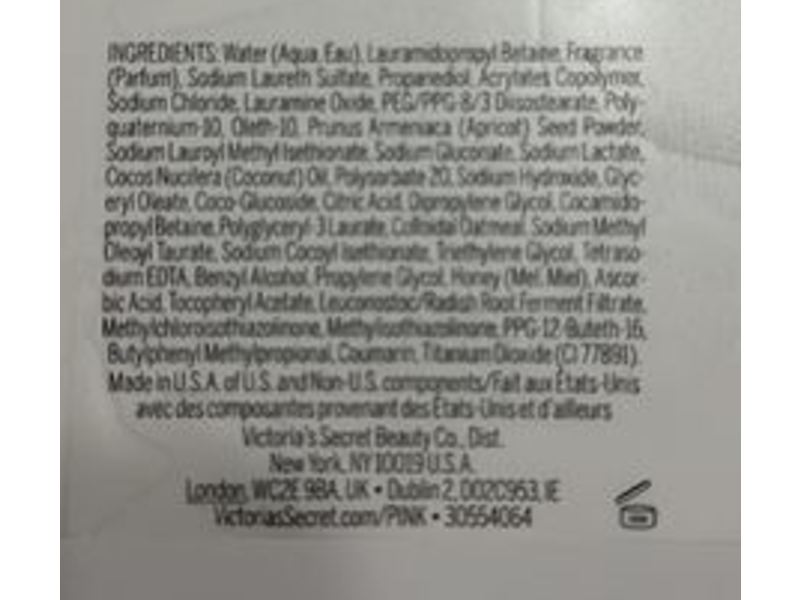 INGREDIENTS: Water (Aqua, Eau), Lauramidopropyl Betaine, Fragrance
(Parfum), Sodium Laureth Sulfate, Propanediol, Acrylates Copolymer,
Sodium Chloride, Lauramine Oxide, PEG/PPG-8/3 Diisostearate, Poly-
quaternium-10, Oleth-10, Prunus Armeniaca (Apricot) Seed Powder,
Sodium Lauroyl Methyl Isethionate, Sodium Gluconate, Sodium Lactate,
Cocos Nucifera (Coconut) Oil, Polysorbate 20, Sodium Hydroxide, Glyc-
eryl Oleate, Coco-Glucoside, Citric Acid, Dipropylene Glycol, Cocamido-
propyl Betaine, Polyglyceryl-3 Laurate, Colloidal Oatmeal, Sodium Methyl
Oleoyl Taurate, Sodium Cocoyl Isethionate, Triethylene Glycol, Tetraso-
dium EDTA, Benzyl Alcohol, Propylene Glycol, Honey (Mel, Miel), Ascor-
bic Acid, Tocopheryl Acetate, Leuconostoc/Radish Root Ferment Filtrate,
Methylchloroisothiazolinone, Methylisothiazolinone, PPG-12-Buteth-16,
Butylphenyl Methylpropional, Coumarin, Titanium Dioxide (CI 77891).
Made in U.S.A. of U.S. and Non-U.S. components/Fait aux États-Unis
avec des composantes provenant des États-Unis et d'ailleurs
Victoria's Secret Beauty Co., Dist.
New York, NY 10019 U.S.A.
London, WC2E 9BA, UK • Dublin 2, D02C953, IE
VictoriasSecret.com/PINK • 30554064